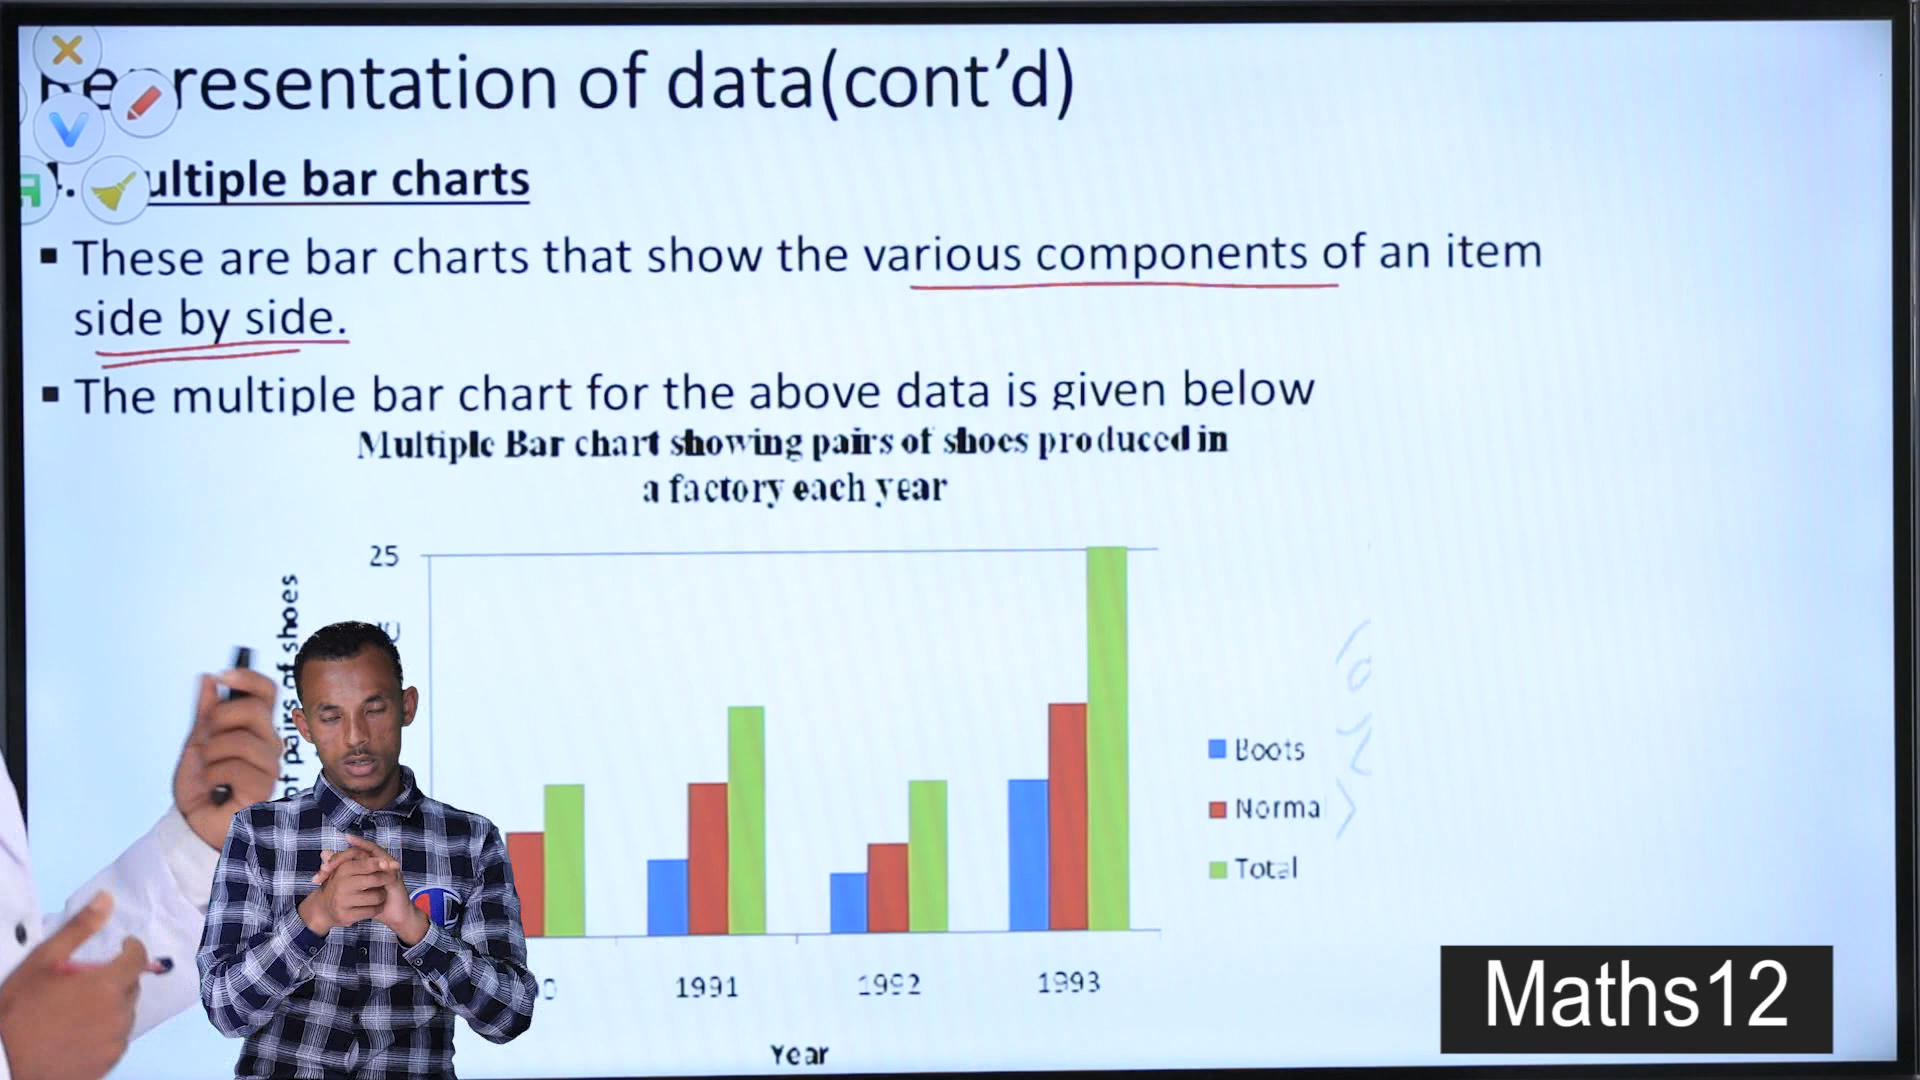 Representation of data(cont'd)
4. Multiple bar charts
▪ These are bar charts that show the various components of an item
side by side.
▪ The multiple bar chart for the above data is given below
Multiple Bar chart showing pairs of shoes produced in
a factory each year
25
of pairs of shoes
Boots
Norma
Total
1991
1992
1993
Year
Maths12